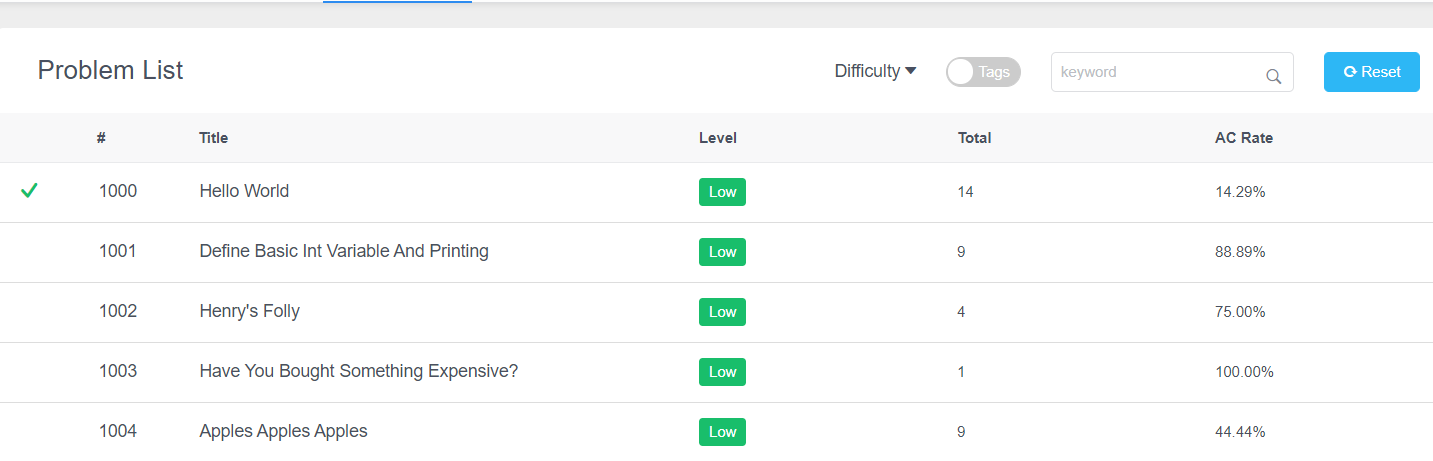 Problem List Difficulty Tags keyword Reset
# Title Level Total AC Rate
1000 Hello World Low 14 14.29%
1001 Define Basic Int Variable And Printing Low 9 88.89%
1002 Henry's Folly Low 4 75.00%
1003 Have You Bought Something Expensive? Low 1 100.00%
1004 Apples Apples Apples Low 9 44.44%